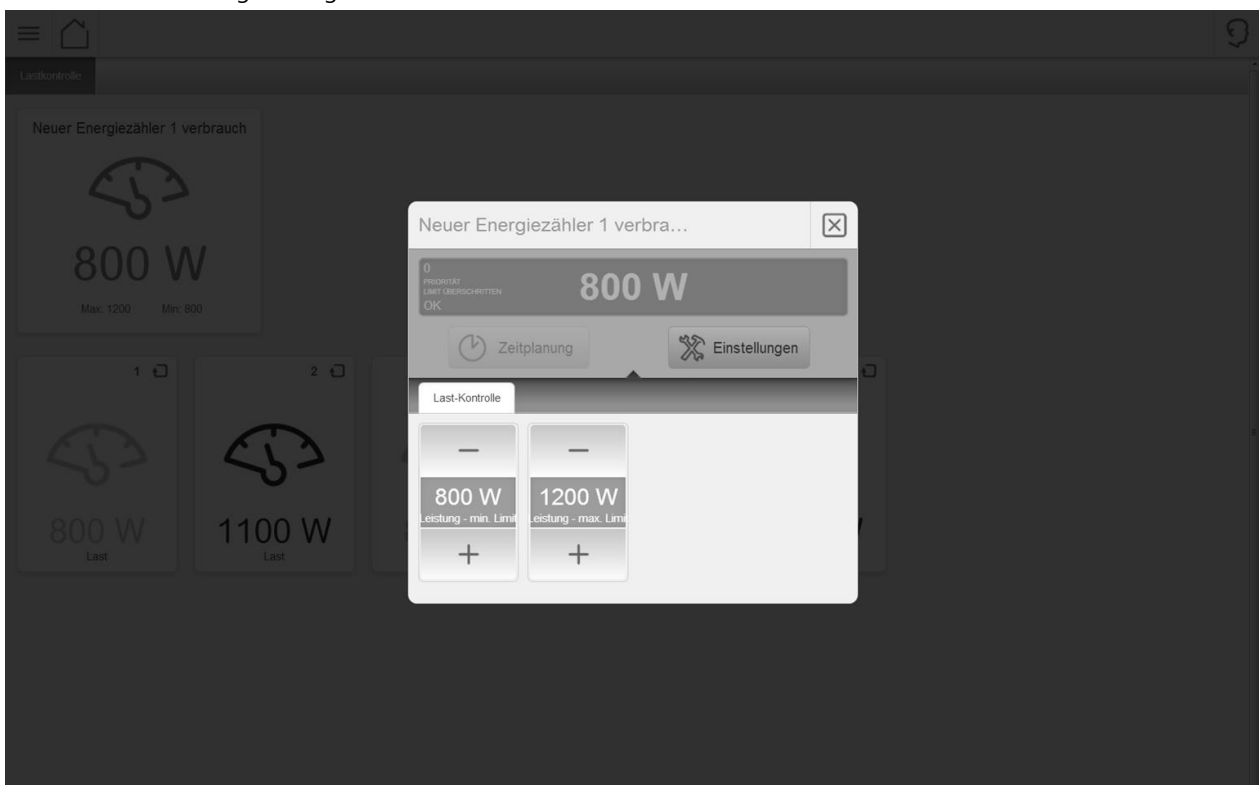 Lastkontrolle
Neuer Energiezähler 1 verbrauch
800 W
Max: 1200 Min: 800
Neuer Energiezähler 1 verbra...
0
PRIORITÄT
LIMIT ÜBERSCHRITTEN
OK
800 W
Zeitplanung
Einstellungen
Last-Kontrolle
800 W
Leistung - min. Limit
1200 W
Leistung - max. Limi
1
800 W
Last
2
1100 W
Last